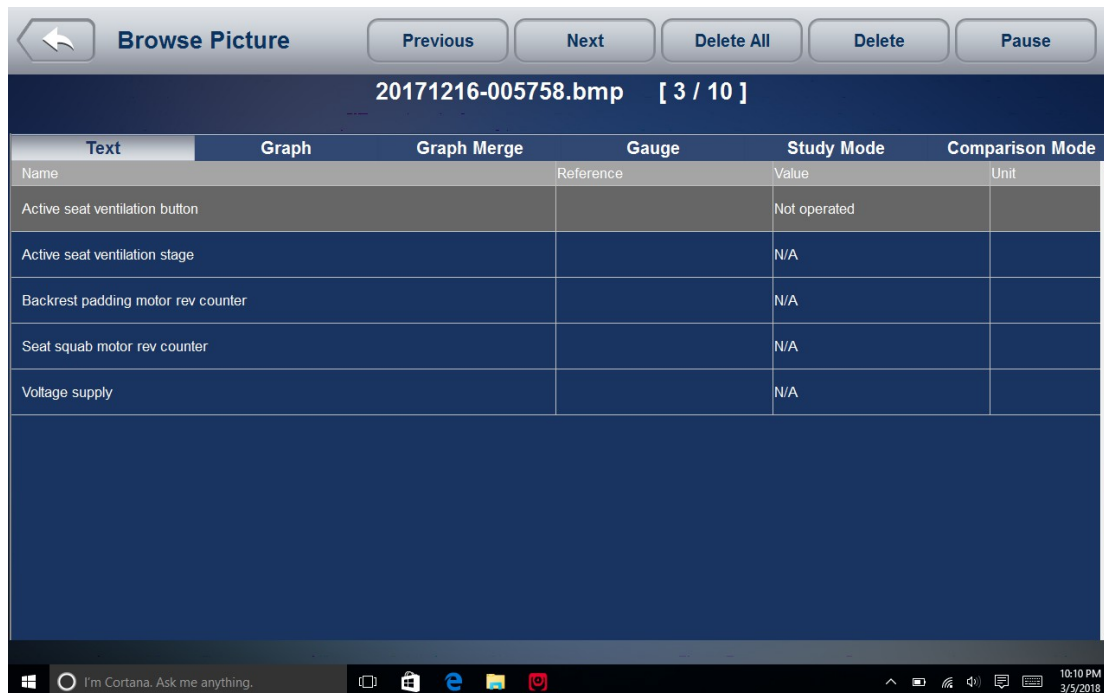 Browse Picture Previous Next Delete All Delete Pause
20171216-005758.bmp [ 3 / 10 ]
Text Graph Graph Merge Gauge Study Mode Comparison Mode
Name Reference Value Unit
Active seat ventilation button Not operated
Active seat ventilation stage N/A
Backrest padding motor rev counter N/A
Seat squab motor rev counter N/A
Voltage supply N/A
I'm Cortana. Ask me anything. 10:10 PM
3/5/2018